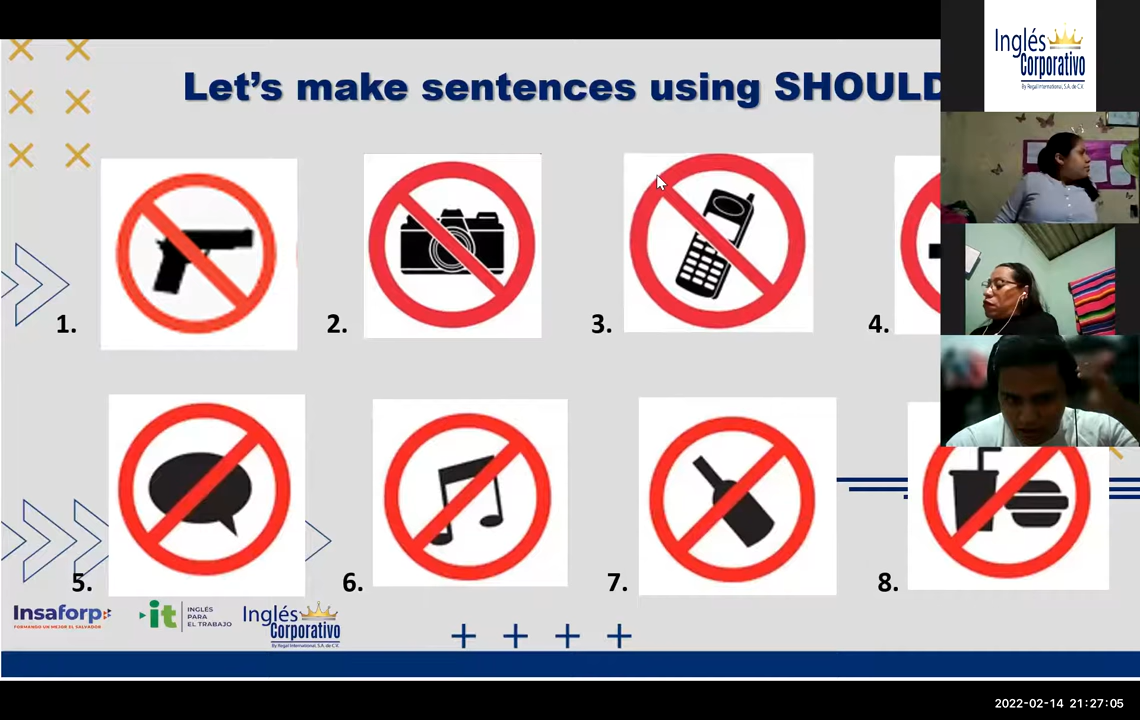 Let's make sentences using SHOULD
Inglés
Corporativo
By Regal International, S.A. de C.V.
1.
2.
3.
4.
5.
6.
7.
8.
Insaforp
FORMANDO UN MEJOR EL SALVADOR
it
INGLÉS
PARA
EL TRABAJO
Inglés
Corporativo
By Regal International, S.A. de C.V.
2022-02-14 21:27:05